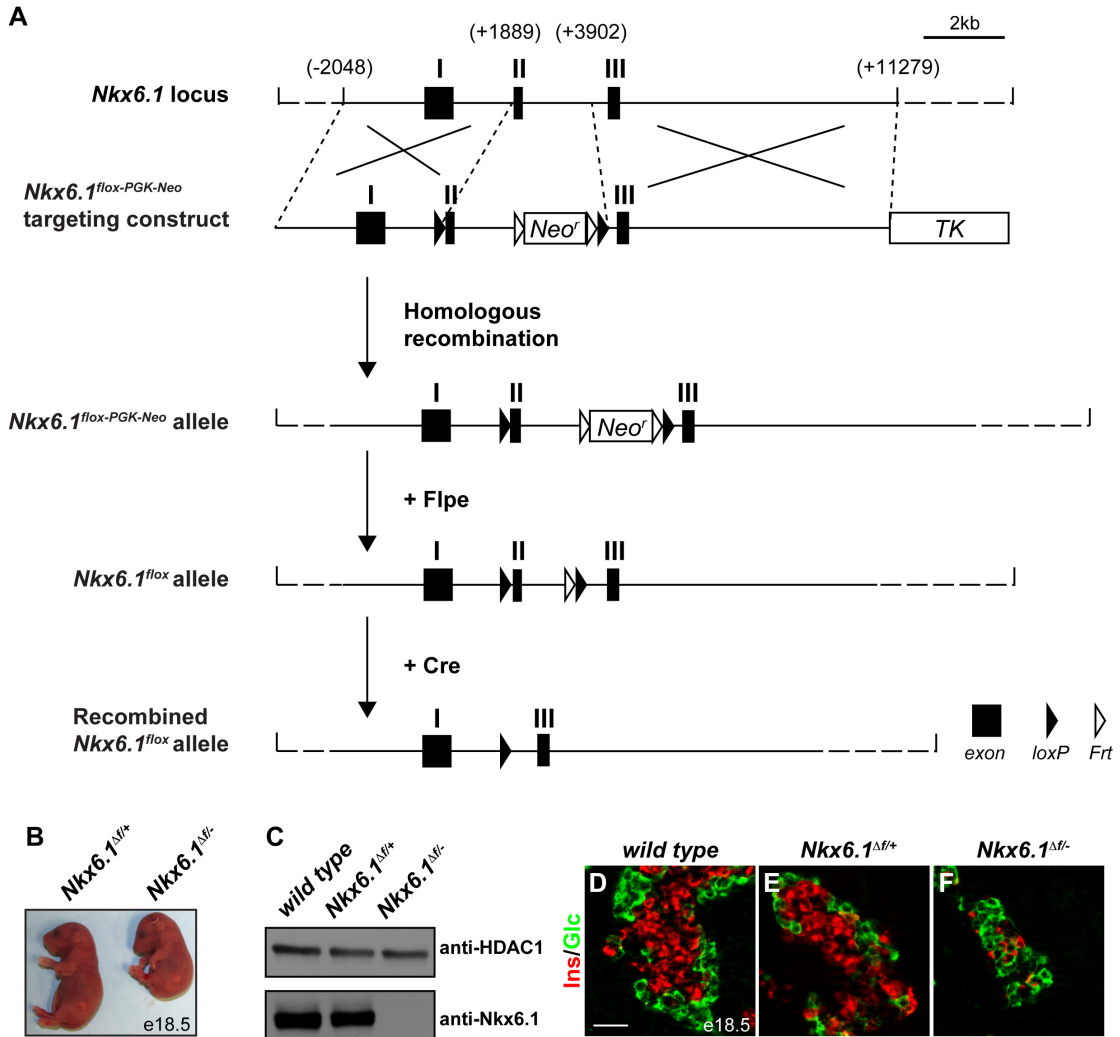 A
2kb
(+1889) (+3902)
(-2048) I II III (+11279)
Nkx6.1 locus
Nkx6.1flox-PGK-Neo
targeting construct
I II III
Neor
TK
Homologous
recombination
I II III
Nkx6.1flox-PGK-Neo allele
Neor
+ Flpe
I II III
Nkx6.1flox allele
+ Cre
Recombined
Nkx6.1flox allele
I III
exon loxP Frt
B
Nkx6.1Δf/+ Nkx6.1Δf/-
e18.5
C
wild type Nkx6.1Δf/+ Nkx6.1Δf/-
anti-HDAC1
anti-Nkx6.1
wild type Nkx6.1Δf/+ Nkx6.1Δf/-
D E F
Ins/Glc
e18.5